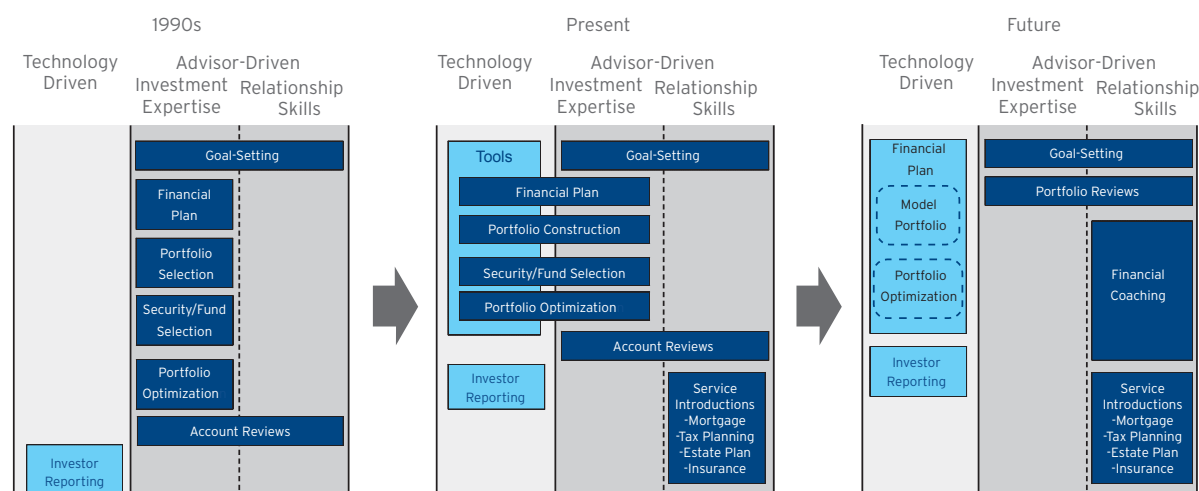 1990s
Technology
Driven
Advisor-Driven
Investment
Expertise
Relationship
Skills
Goal-Setting
Financial
Plan
Portfolio
Selection
Security/Fund
Selection
Portfolio
Optimization
Account Reviews
Investor
Reporting
Present
Technology
Driven
Advisor-Driven
Investment
Expertise
Relationship
Skills
Tools
Goal-Setting
Financial Plan
Portfolio Construction
Security/Fund Selection
Portfolio Optimization
Account Reviews
Investor
Reporting
Service
Introductions
-Mortgage
-Tax Planning
-Estate Plan
-Insurance
Future
Technology
Driven
Advisor-Driven
Investment
Expertise
Relationship
Skills
Financial
Plan
Model
Portfolio
Portfolio
Optimization
Goal-Setting
Portfolio Reviews
Financial
Coaching
Investor
Reporting
Service
Introductions
-Mortgage
-Tax Planning
-Estate Plan
-Insurance